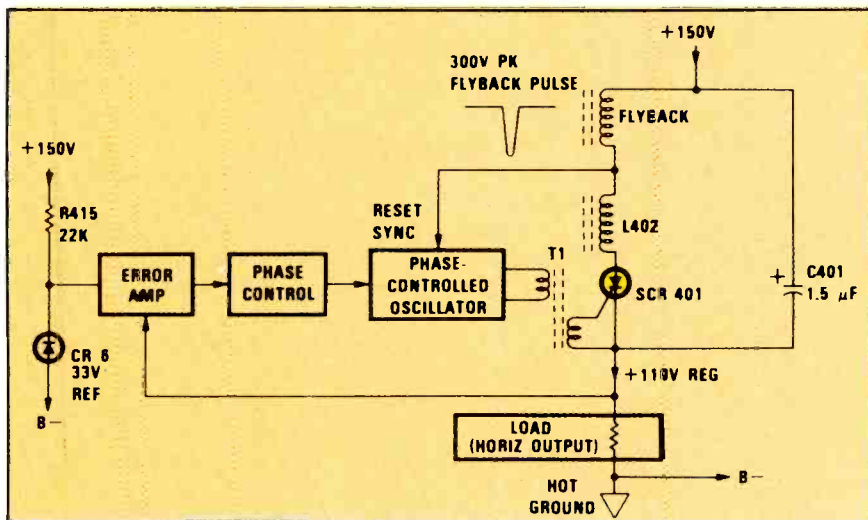 +150V
300V PK
FLYBACK PULSE
FLYBACK
+150V
R415
22K
RESET
SYNC
L402
T1
ERROR
AMP
PHASE
CONTROL
PHASE-
CONTROLLED
OSCILLATOR
SCR 401
C401
+ 1.5 µF
CR 6
33V
REF
B-
+110V REG
LOAD
(HORIZ OUTPUT)
HOT
GROUND
B-